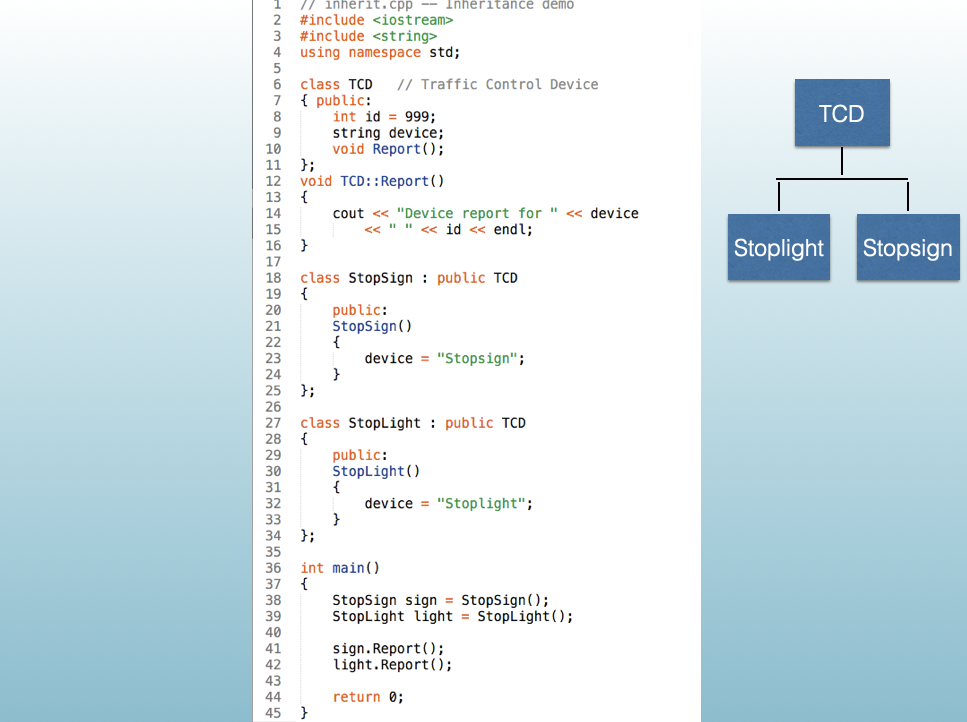 1 // inherit.cpp -- Inheritance demo
2 #include <iostream>
3 #include <string>
4 using namespace std;
5
6 class TCD   // Traffic Control Device
7 { public:
8     int id = 999;
9     string device;
10     void Report();
11 };
12 void TCD::Report()
13 {
14     cout << "Device report for " << device
15         << " " << id << endl;
16 }
17
18 class StopSign : public TCD
19 {
20     public:
21     StopSign()
22     {
23         device = "Stopsign";
24     }
25 };
26
27 class StopLight : public TCD
28 {
29     public:
30     StopLight()
31     {
32         device = "Stoplight";
33     }
34 };
35
36 int main()
37 {
38     StopSign sign = StopSign();
39     StopLight light = StopLight();
40
41     sign.Report();
42     light.Report();
43
44     return 0;
45 }
TCD
Stoplight
Stopsign